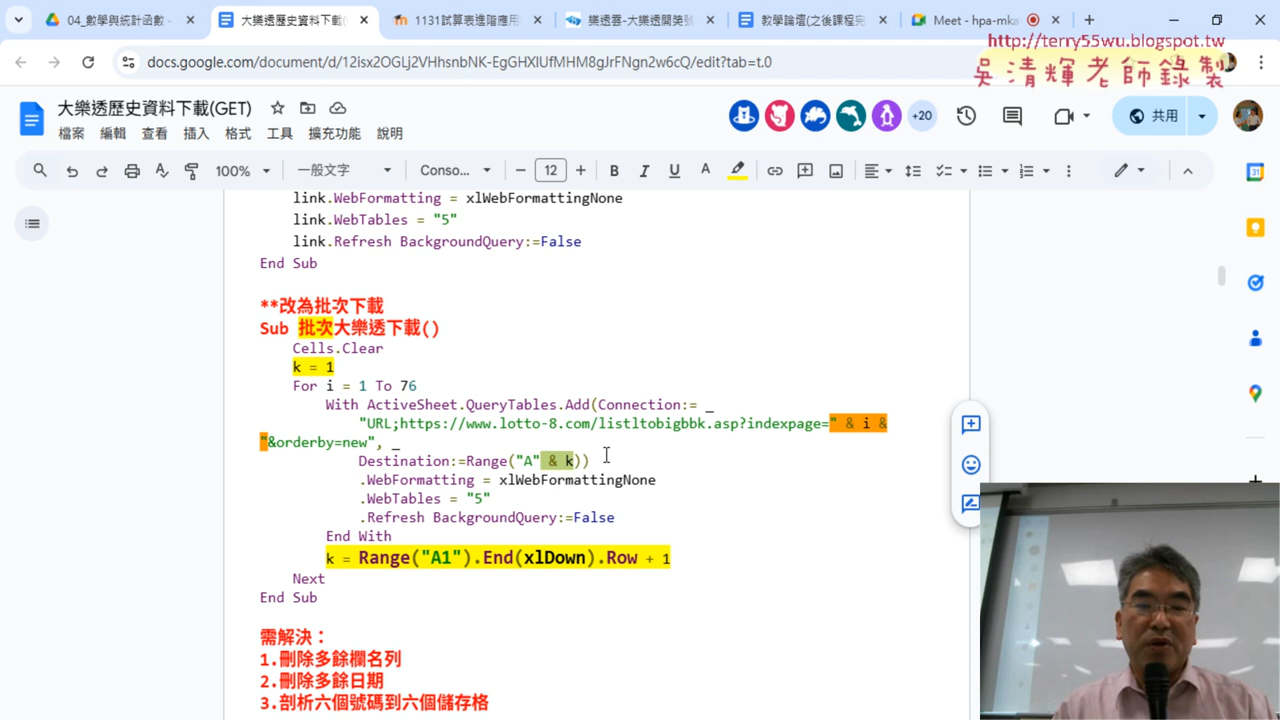 04_數學與統計函數 -
大樂透歷史資料下載(
1131試算表進階應用
樂透雲-大樂透開獎號
教學論壇(之後課程完
Meet - hpa-mka
http://terry55wu.blogspot.tw
吳清輝老師錄製
docs.google.com/document/d/12isx2OGLj2VHhsnbNK-EgGHXlUfMHM8gJrFNgn2w6cQ/edit?tab=t.0
大樂透歷史資料下載(GET)
檔案 編輯 查看 插入 格式 工具 擴充功能 說明
+20
共用
100% 一般文字 Conso... 12 B I U A
link.WebFormatting = xlWebFormattingNone
link.WebTables = "5"
link.Refresh BackgroundQuery:=False
End Sub
**改為批次下載
Sub 批次大樂透下載()
Cells.Clear
k = 1
For i = 1 To 76
With ActiveSheet.QueryTables.Add(Connection:= _
"URL;https://www.lotto-8.com/listltobigbbk.asp?indexpage=" & i &
"&orderby=new", _
Destination:=Range("A" & k))
.WebFormatting = xlWebFormattingNone
.WebTables = "5"
.Refresh BackgroundQuery:=False
End With
k = Range("A1").End(xlDown).Row + 1
Next
End Sub
需解決：
1.刪除多餘欄名列
2.刪除多餘日期
3.剖析六個號碼到六個儲存格